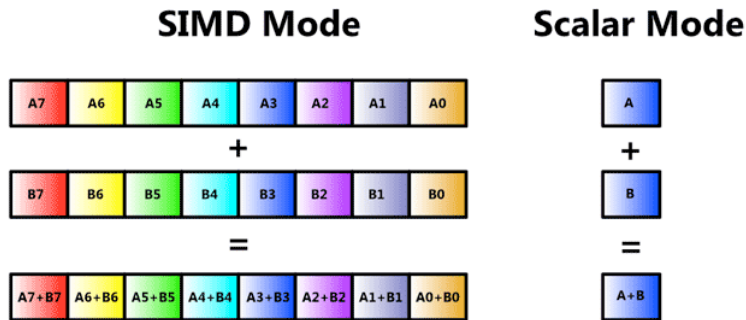 SIMD Mode Scalar Mode
A7 A6 A5 A4 A3 A2 A1 A0 A
+ +
B7 B6 B5 B4 B3 B2 B1 B0 B
= =
A7+B7 A6+B6 A5+B5 A4+B4 A3+B3 A2+B2 A1+B1 A0+B0 A+B